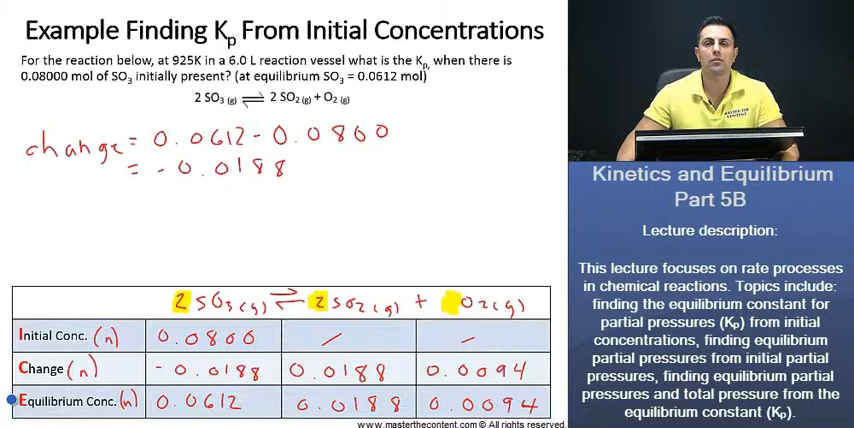 Example Finding Kp From Initial Concentrations
For the reaction below, at 925K in a 6.0 L reaction vessel what is the Kp, when there is
0.08000 mol of SO3 initially present? (at equilibrium SO3 = 0.0612 mol)
2 SO3 (g) ⇌ 2 SO2 (g) + O2 (g)
change = 0.0612 - 0.0800
= - 0.0188
2 SO3(g) ⇌ 2 SO2(g) + O2(g)
Initial Conc. (n) 0.0800 / -
Change (n) - 0.0188 0.0188 0.0094
Equilibrium Conc. (n) 0.0612 0.0188 0.0094
www.masterthecontent.com © All rights reserved
MASTER THE
CONTENT
Kinetics and Equilibrium
Part 5B
Lecture description:
This lecture focuses on rate processes
in chemical reactions. Topics include:
finding the equilibrium constant for
partial pressures (Kp) from initial
concentrations, finding equilibrium
partial pressures from initial partial
pressures, finding equilibrium partial
pressures and total pressure from the
equilibrium constant (Kp).